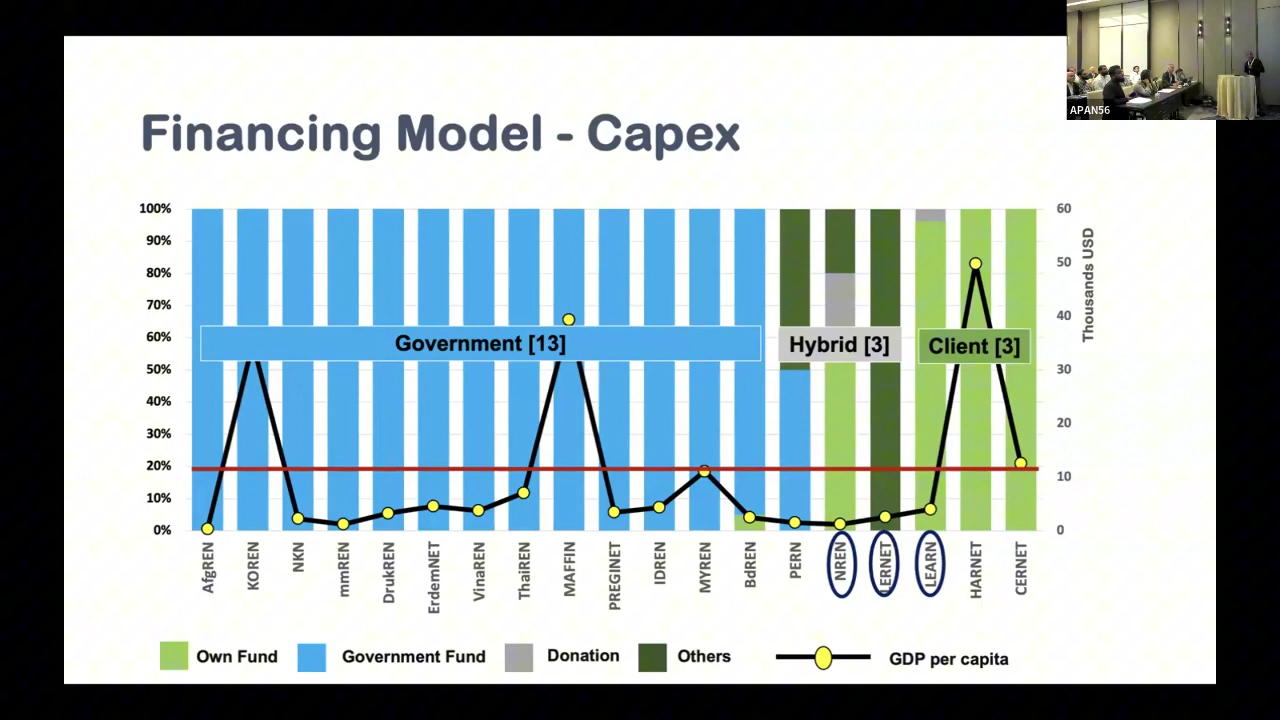 APAN56
Financing Model - Capex
100%
90%
80%
70%
60%
50%
40%
30%
20%
10%
0%
60
50
40
30
20
10
0
Thousands USD
Government [13]
Hybrid [3]
Client [3]
AfgREN
KOREN
NKN
mmREN
DrukREN
ErdemNET
VinaREN
ThaiREN
MAFFIN
PREGINET
IDREN
MYREN
BdREN
PERN
NREN
LERNET
LEARN
HARNET
CERNET
Own Fund
Government Fund
Donation
Others
GDP per capita